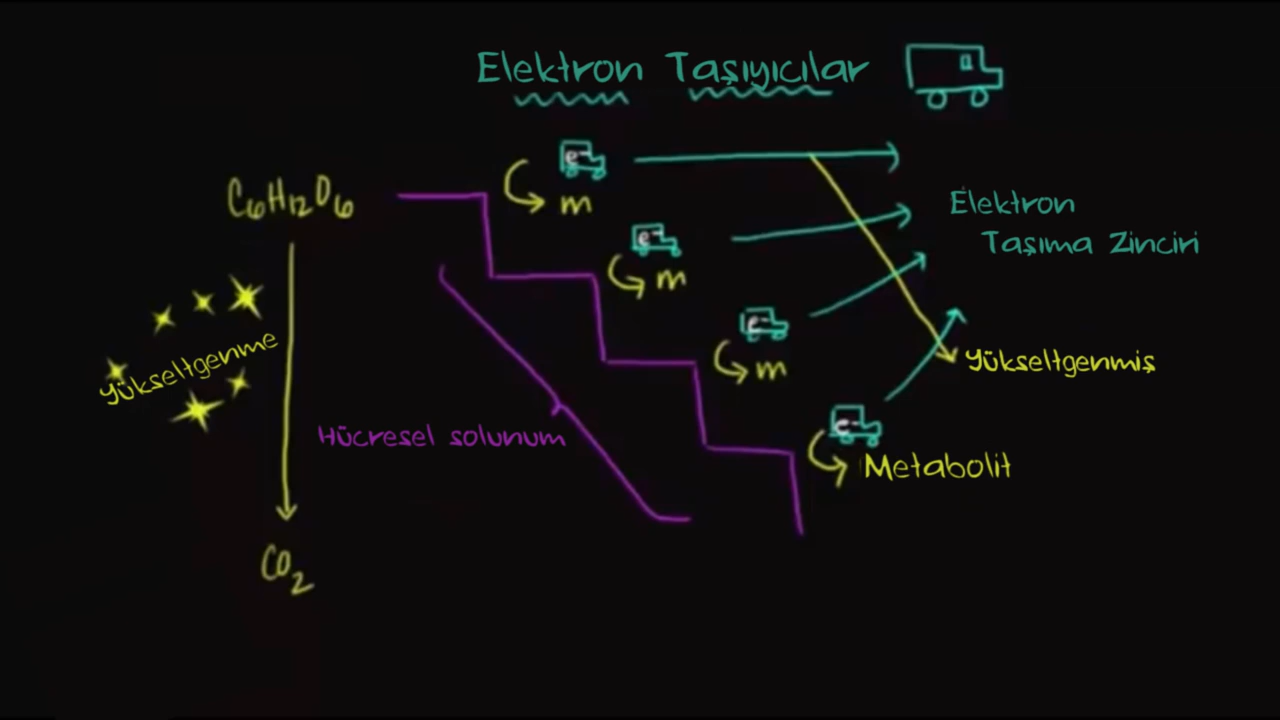 Elektron Taşıyıcılar
e⁻
m
C₆H₁₂O₆
Elektron
Taşıma Zinciri
e⁻
m
e⁻
m
Yükseltgenme
Yükseltgenmiş
e⁻
Hücresel solunum
Metabolit
CO₂